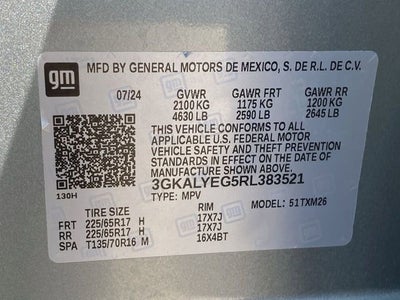 gm
MFD BY GENERAL MOTORS DE MEXICO, S. DE R.L. DE C.V.
07/24 GVWR GAWR FRT GAWR RR
2100 KG 1175 KG 1200 KG
4630 LB 2590 LB 2645 LB
THIS VEHICLE CONFORMS TO ALL
APPLICABLE U.S. FEDERAL MOTOR
VEHICLE SAFETY AND THEFT PREVENTION
STANDARDS IN EFFECT ON THE DATE OF
MANUFACTURE SHOWN ABOVE.
3GKALYEG5RL383521
130H TYPE: MPV MODEL: 51TXM26
TIRE SIZE RIM
FRT 225/65R17 H 17X7J
RR 225/65R17 H 17X7J
SPA T135/70R16 M 16X4BT